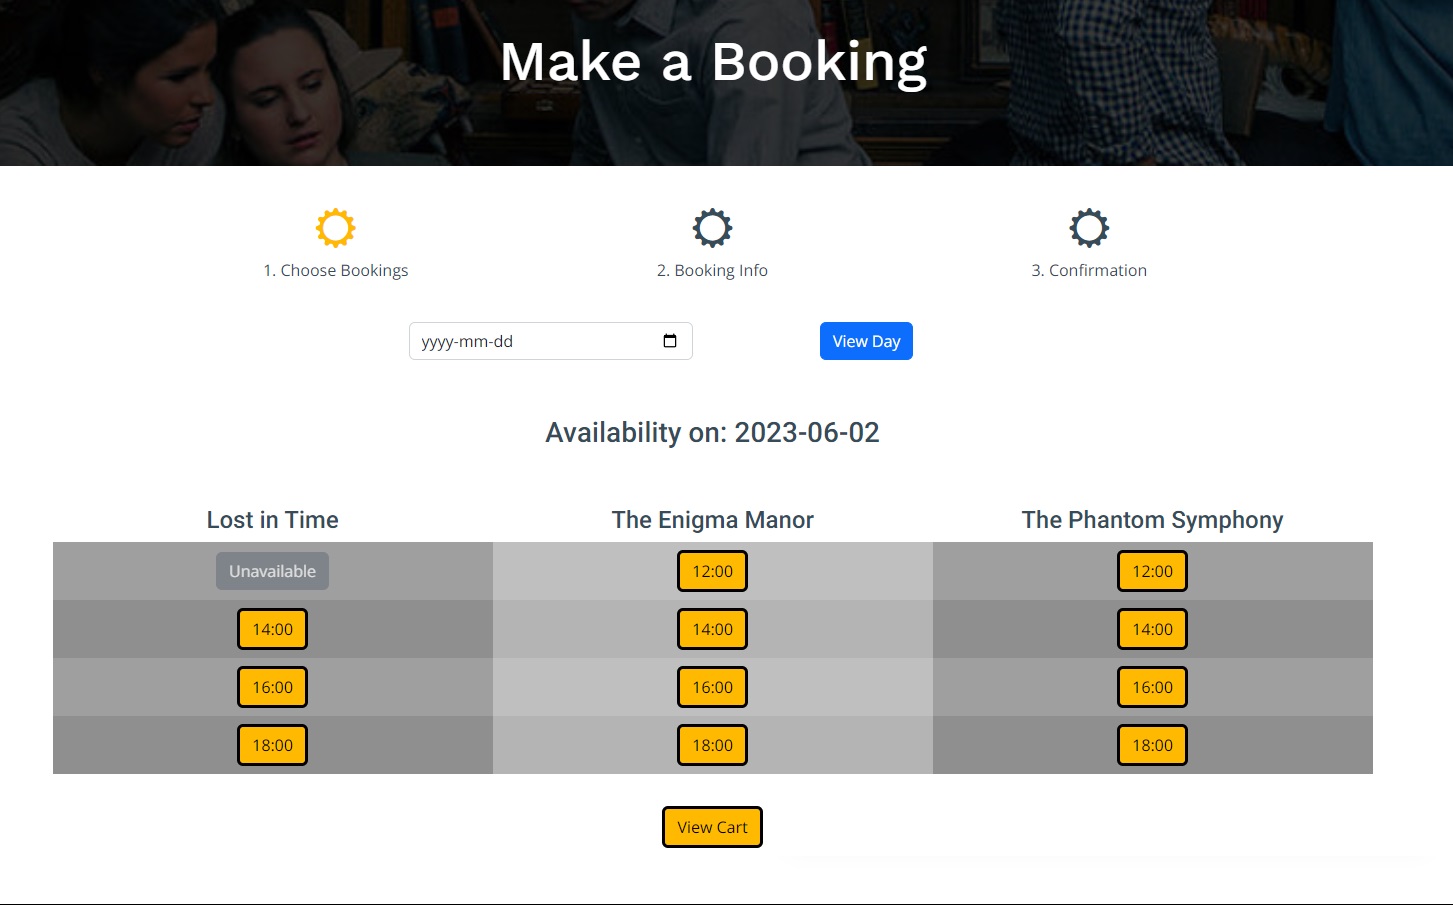 Make a Booking
1. Choose Bookings
2. Booking Info
3. Confirmation
yyyy-mm-dd
View Day
Availability on: 2023-06-02
Lost in Time
The Enigma Manor
The Phantom Symphony
Unavailable
12:00
12:00
14:00
14:00
14:00
16:00
16:00
16:00
18:00
18:00
18:00
View Cart